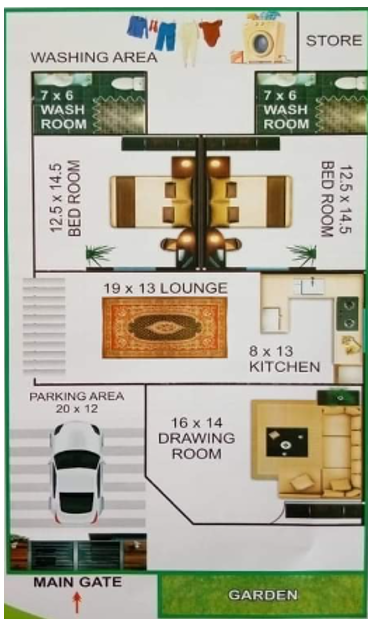 STORE
WASHING AREA
7 x 6
WASH
ROOM
7 x 6
WASH
ROOM
12.5 x 14.5
BED ROOM
12.5 x 14.5
BED ROOM
19 x 13 LOUNGE
8 x 13
KITCHEN
PARKING AREA
20 x 12
16 x 14
DRAWING
ROOM
MAIN GATE
GARDEN